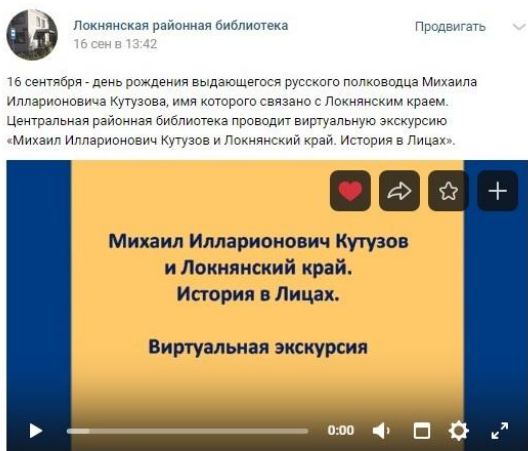 Локнянская районная библиотека
Продвигать
16 сен в 13:42
16 сентября - день рождения выдающегося русского полководца Михаила
Илларионовича Кутузова, имя которого связано с Локнянским краем.
Центральная районная библиотека проводит виртуальную экскурсию
«Михаил Илларионович Кутузов и Локнянский край. История в Лицах».
Михаил Илларионович Кутузов
и Локнянский край.
История в Лицах.
Виртуальная экскурсия
0:00